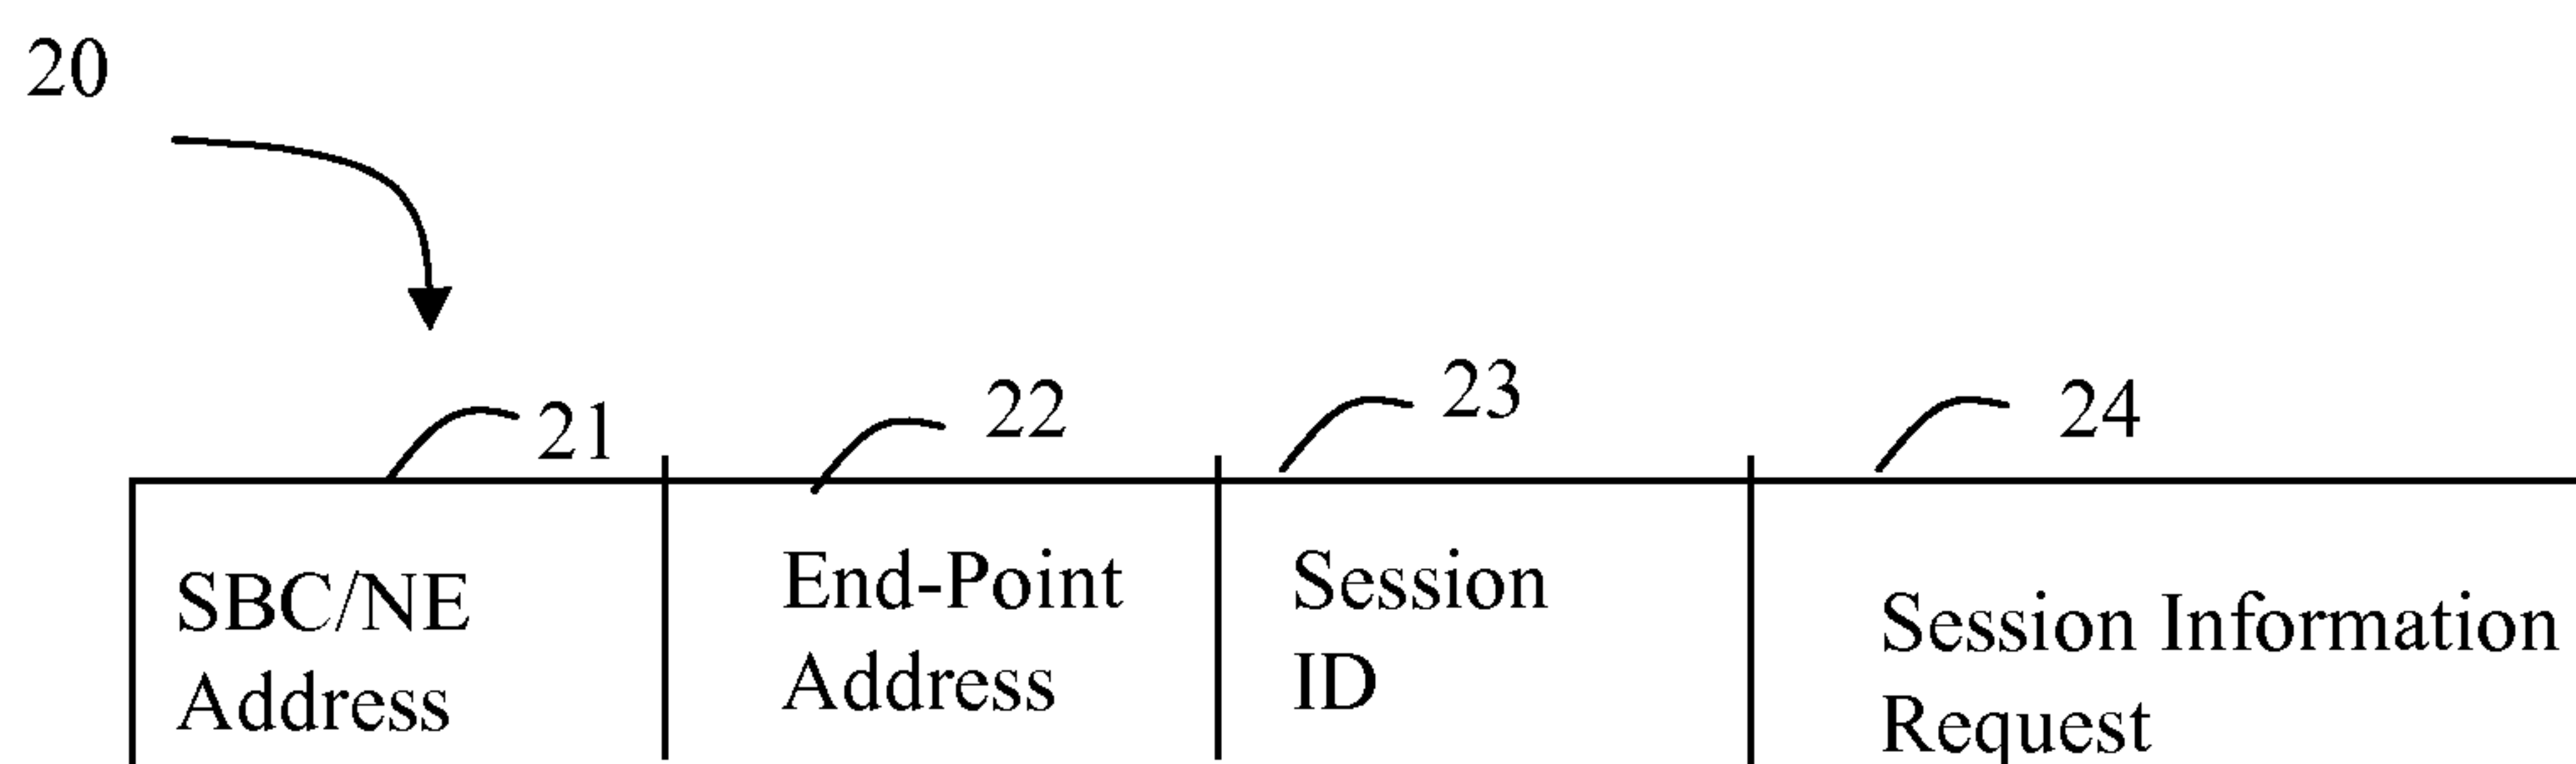 20
21
22
23
24
SBC/NE
Address
End-Point
Address
Session
ID
Session Information
Request